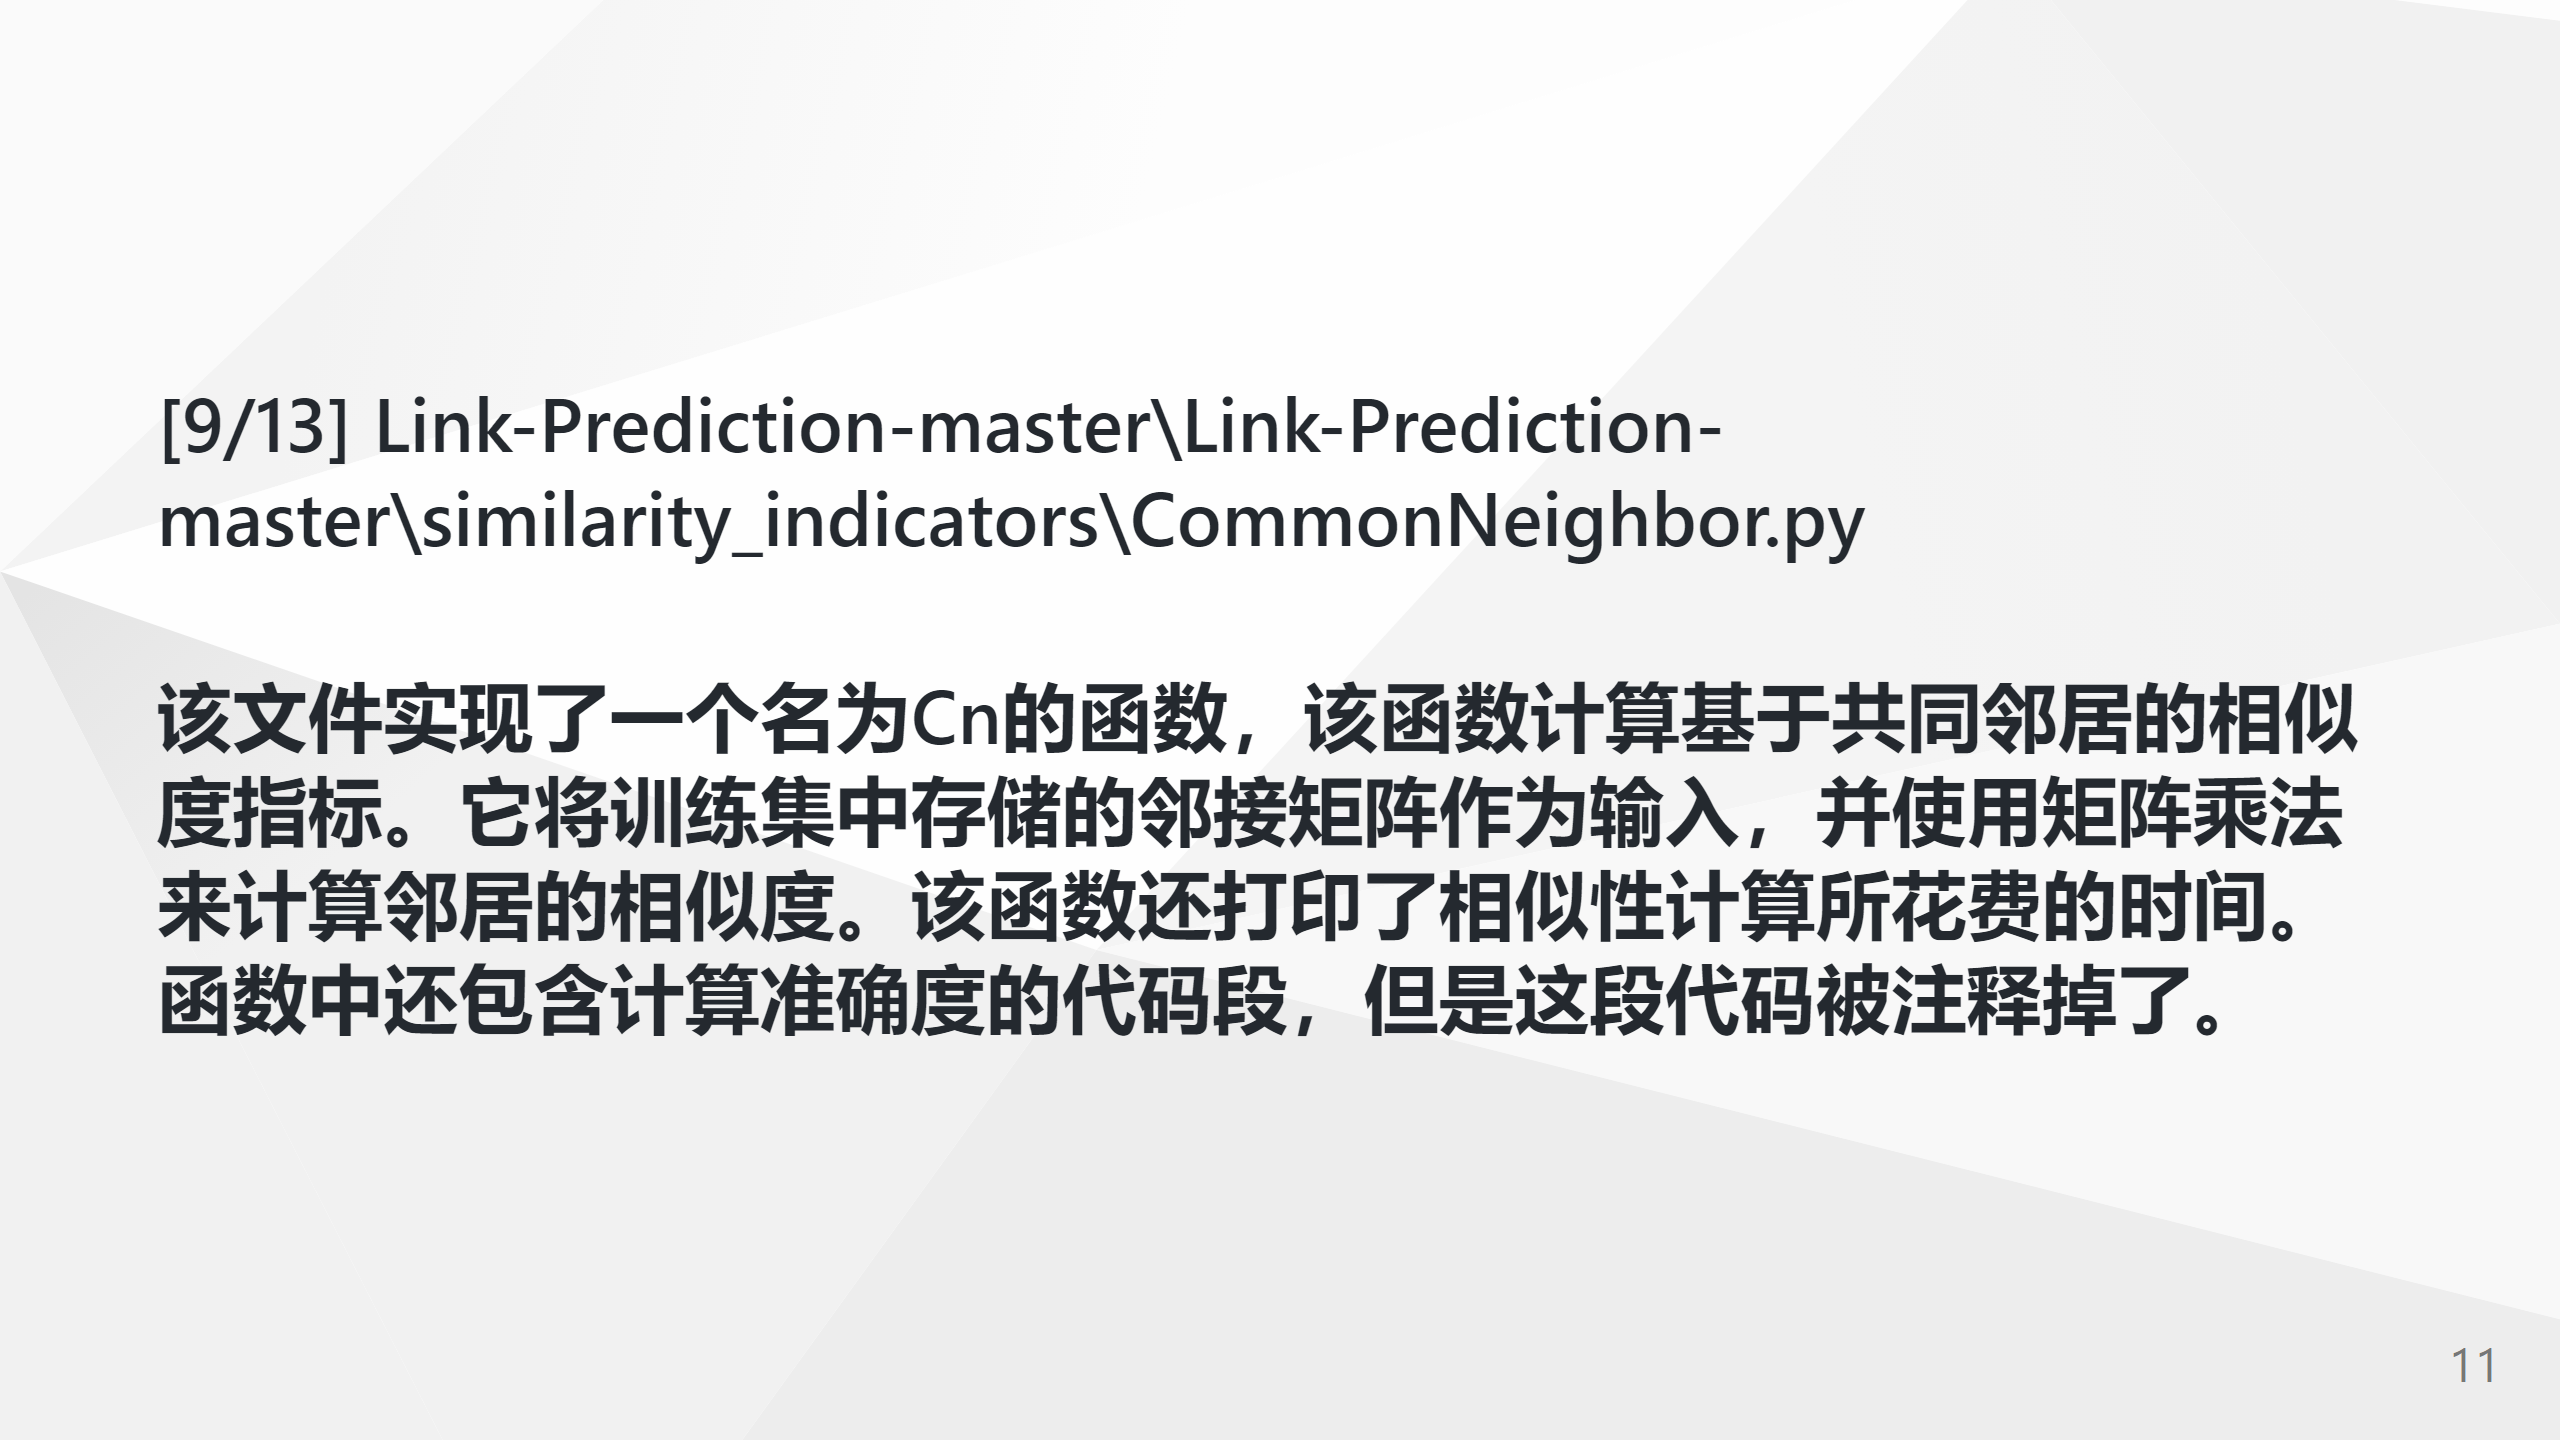 [9/13] Link-Prediction-master\Link-Prediction-
master\similarity_indicators\CommonNeighbor.py
该文件实现了一个名为Cn的函数，该函数计算基于共同邻居的相似
度指标。它将训练集中存储的邻接矩阵作为输入，并使用矩阵乘法
来计算邻居的相似度。该函数还打印了相似性计算所花费的时间。
函数中还包含计算准确度的代码段，但是这段代码被注释掉了。
11